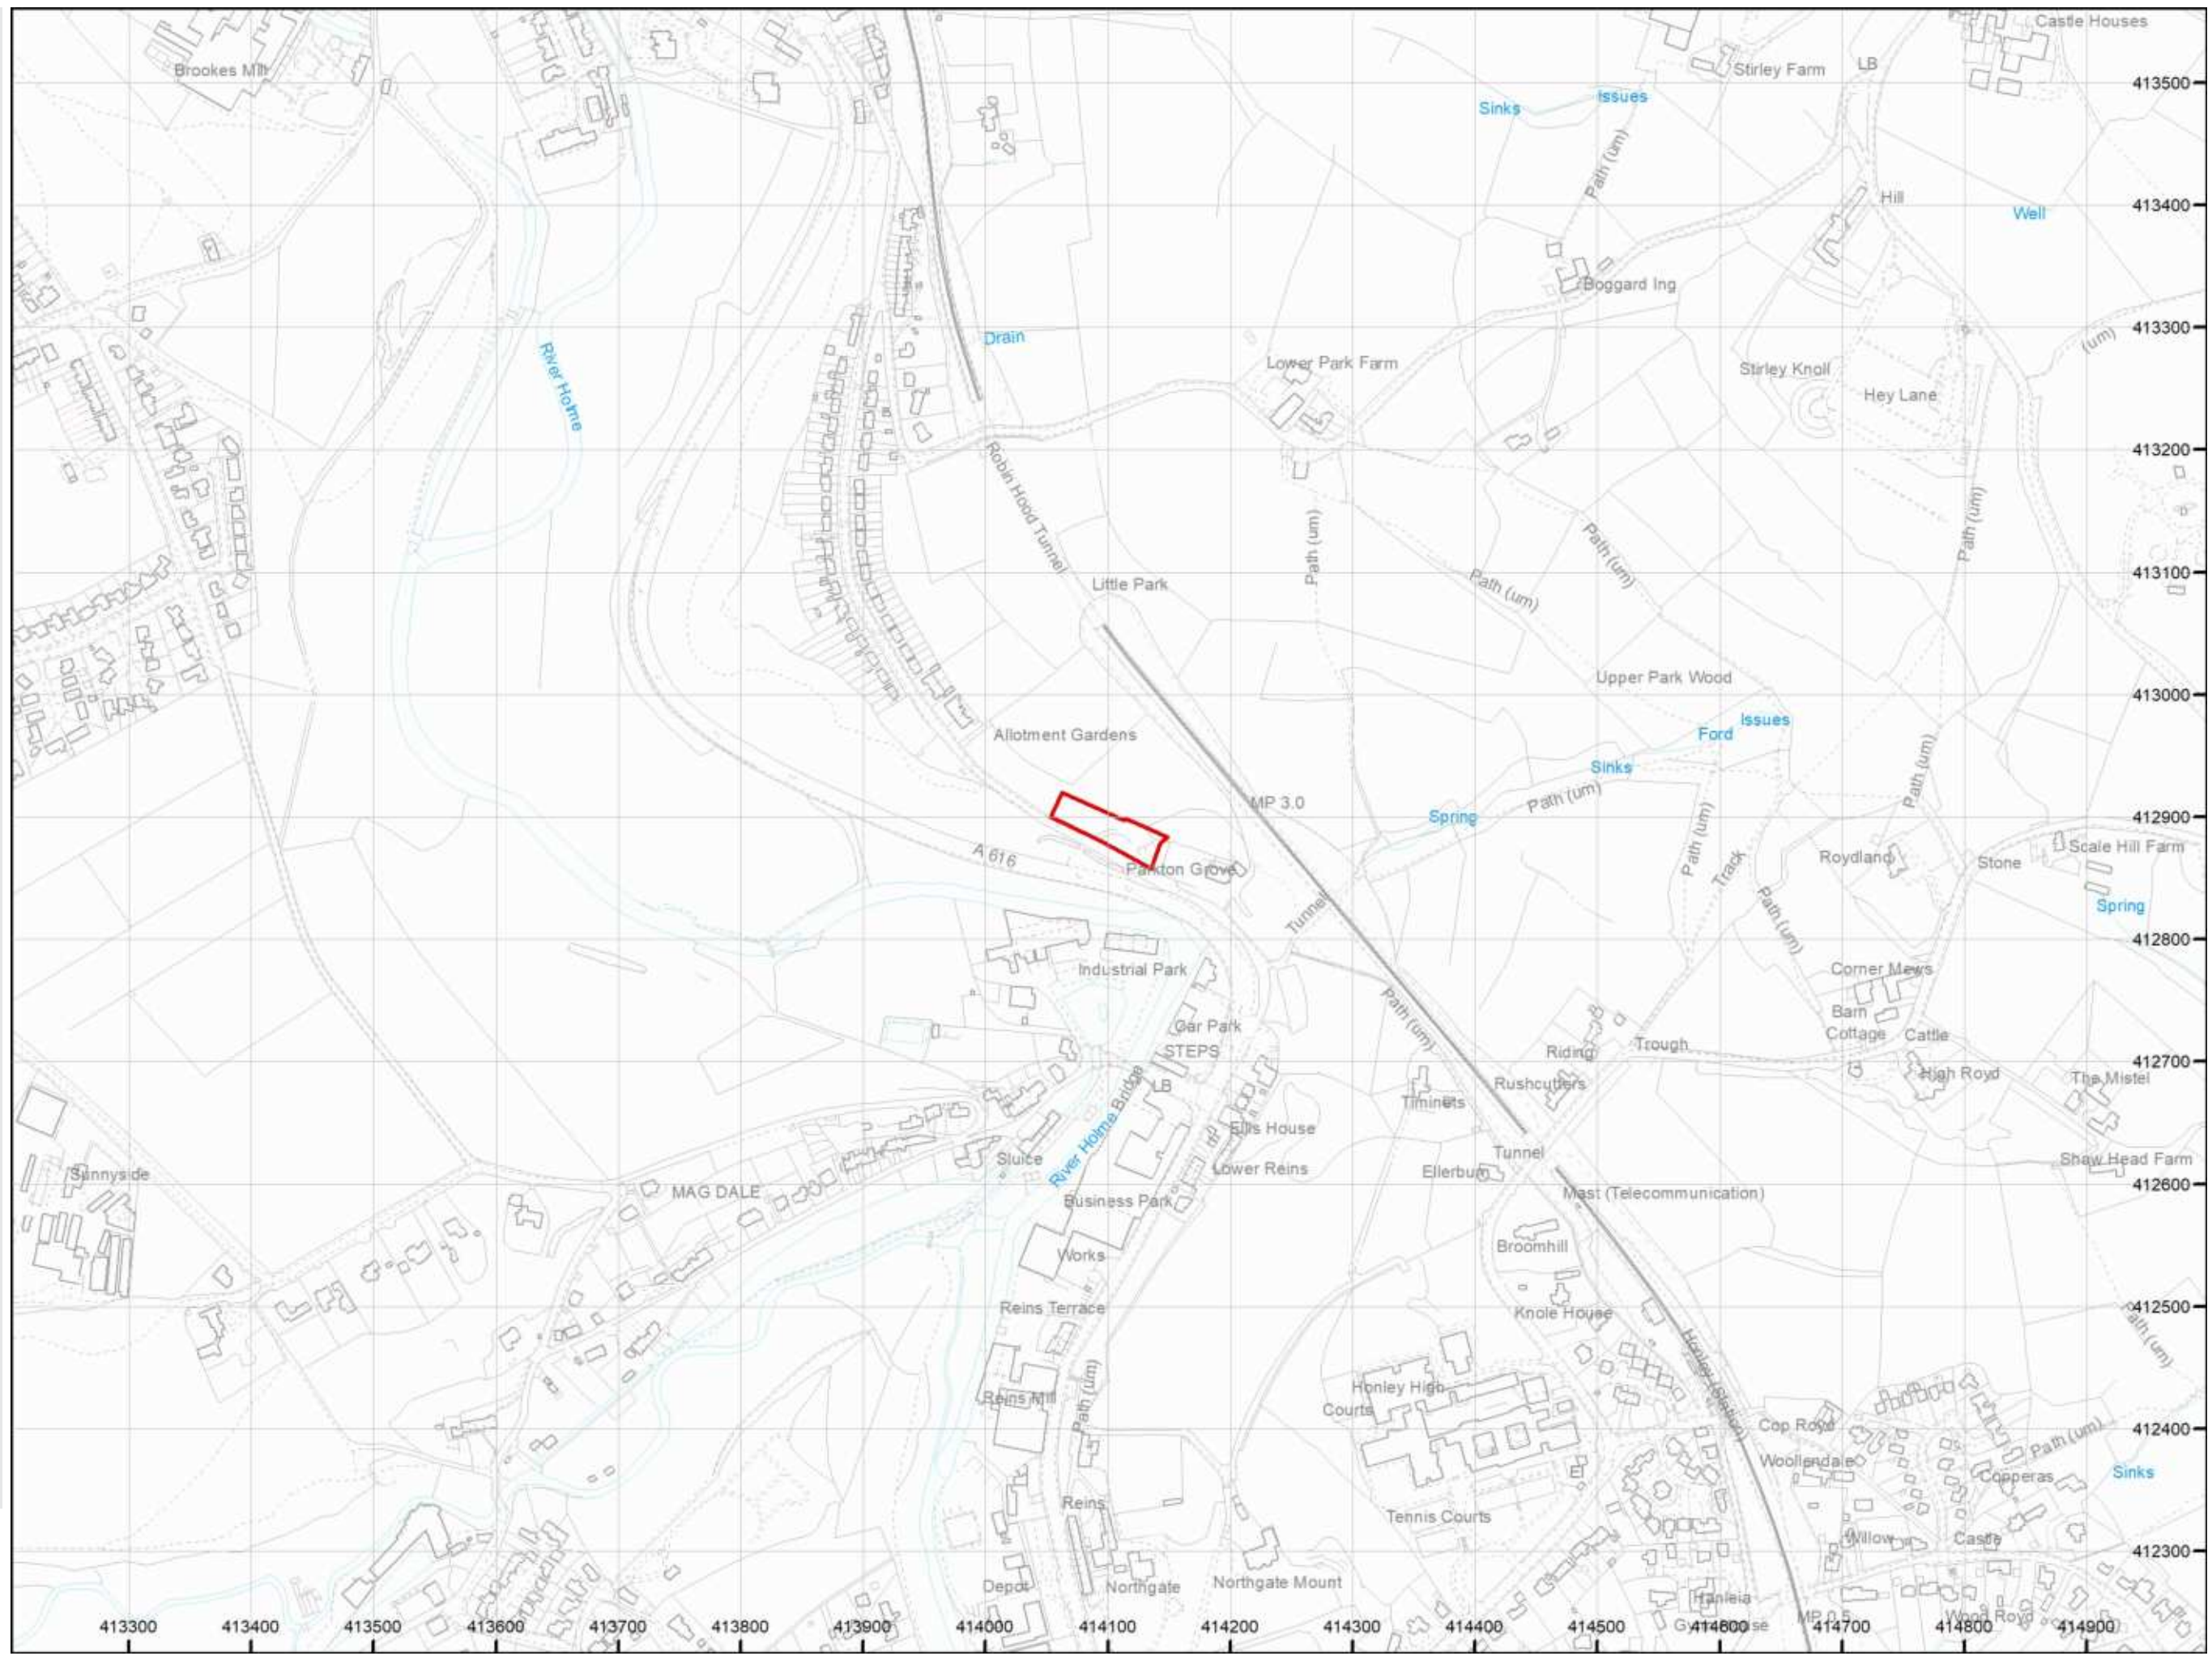 Castle Houses
Brookes Mill
Stirley Farm
LB
413500
Issues
Sinks
Path (um)
Hill
413400
Well
Boggard Ing
413300
(um)
Drain
River Holme
Lower Park Farm
Stirley Knoll
Hey Lane
413200
Robin Hood Tunnel
Path (um)
Path (um)
Path (um)
Path (um)
413100
Little Park
Upper Park Wood
413000
Issues
Ford
Allotment Gardens
Sinks
Path (um)
MP 3.0
Path (um)
Spring
412900
A 616
Parkton Grove
Path (um)
Track
Roydland
Stone
Scale Hill Farm
Path (um)
Spring
Tunnel
412800
Industrial Park
Corner Mews
Path (um)
Car Park
Barn
Cottage
Cattle
STEPS
Riding
Trough
412700
LB
Bridge
Rushcutters
High Royd
The Mistel
Timinets
River Holme
Ellis House
Sluice
Tunnel
Lower Reins
Ellerburn
Shaw Head Farm
Sunnyside
MAG DALE
412600
Business Park
Mast (Telecommunication)
Works
Broomhill
Reins Terrace
Knole House
412500
Path (um)
Honley (Station)
Path (um)
Honley High
Reins Mill
Courts
Cop Royd
412400
Path (um)
Woollendale
Sinks
Copperas
El
Reins
Tennis Courts
Willow
Castle
412300
Depot
Northgate
Northgate Mount
Hanleia
MP 0.5
Wood Royd
413300
413400
413500
413600
413700
413800
413900
414000
414100
414200
414300
414400
414500
414600
414700
414800
414900